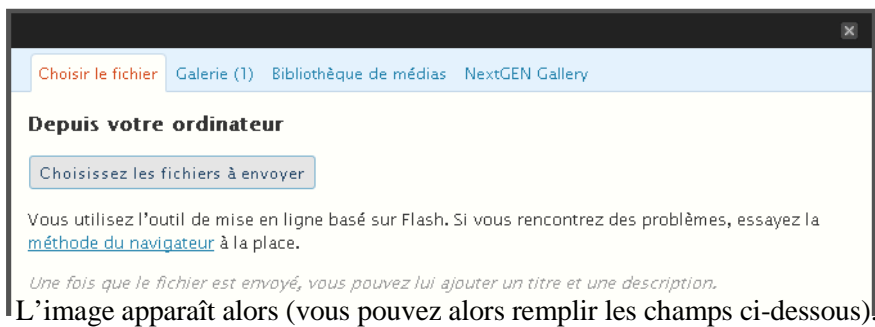 Choisir le fichier Galerie (1) Bibliothèque de médias NextGEN Gallery
Depuis votre ordinateur
Choisissez les fichiers à envoyer
Vous utilisez l'outil de mise en ligne basé sur Flash. Si vous rencontrez des problèmes, essayez la
méthode du navigateur à la place.
Une fois que le fichier est envoyé, vous pouvez lui ajouter un titre et une description.
L'image apparaît alors (vous pouvez alors remplir les champs ci-dessous).